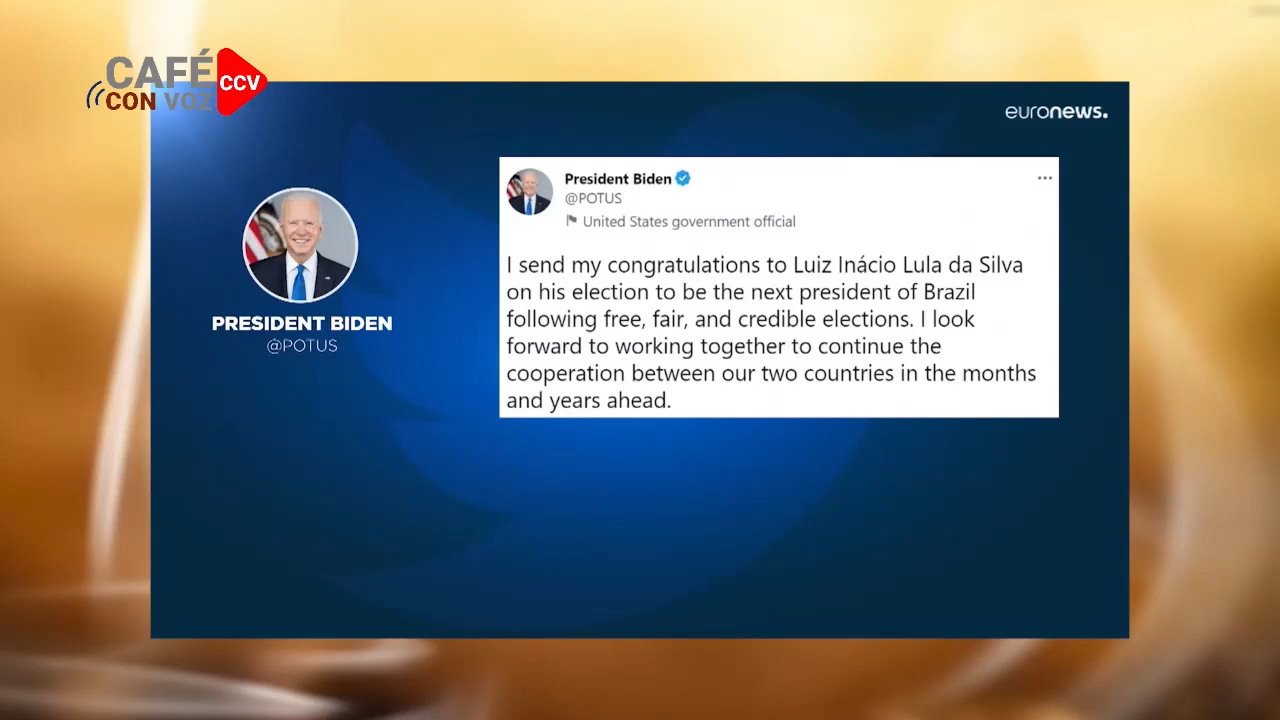 CAFÉ
CON VOZ
CCV
euronews.
PRESIDENT BIDEN
@POTUS
President Biden
@POTUS
United States government official
I send my congratulations to Luiz Inácio Lula da Silva
on his election to be the next president of Brazil
following free, fair, and credible elections. I look
forward to working together to continue the
cooperation between our two countries in the months
and years ahead.